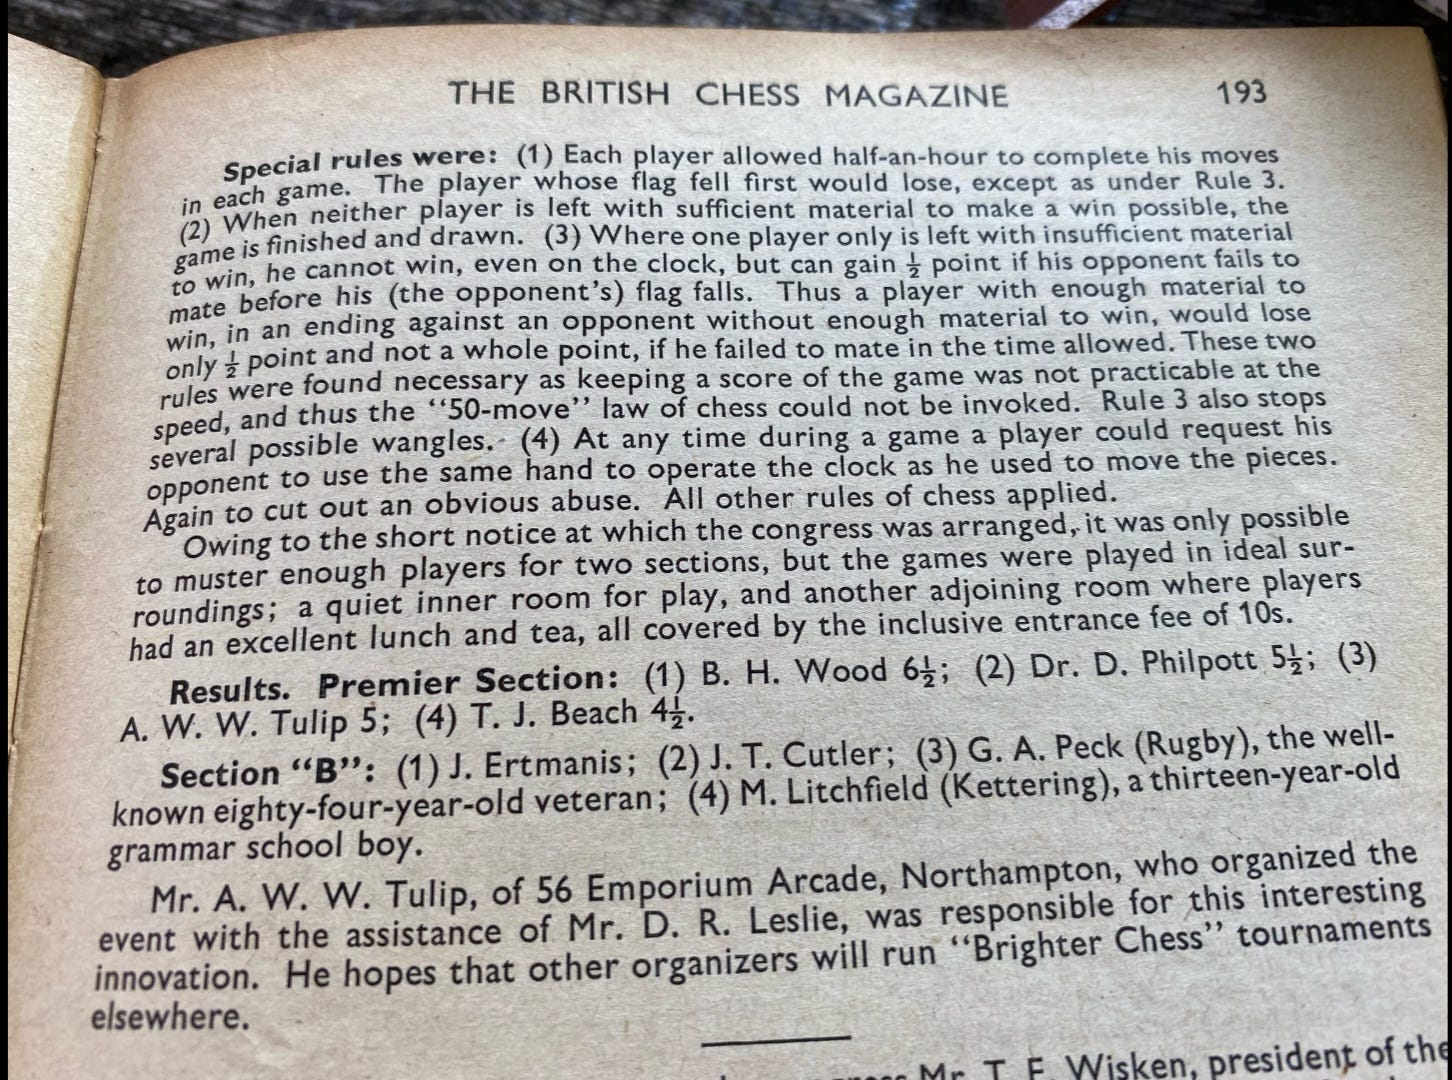 THE BRITISH CHESS MAGAZINE 193
Special rules were: (1) Each player allowed half-an-hour to complete his moves
in each game. The player whose flag fell first would lose, except as under Rule 3.
(2) When neither player is left with sufficient material to make a win possible, the
game is finished and drawn. (3) Where one player only is left with insufficient material
to win, he cannot win, even on the clock, but can gain ½ point if his opponent fails to
mate before his (the opponent's) flag falls. Thus a player with enough material to
win, in an ending against an opponent without enough material to win, would lose
only ½ point and not a whole point, if he failed to mate in the time allowed. These two
rules were found necessary as keeping a score of the game was not practicable at the
speed, and thus the "50-move" law of chess could not be invoked. Rule 3 also stops
several possible wangles. (4) At any time during a game a player could request his
opponent to use the same hand to operate the clock as he used to move the pieces.
Again to cut out an obvious abuse. All other rules of chess applied.
Owing to the short notice at which the congress was arranged, it was only possible
to muster enough players for two sections, but the games were played in ideal sur-
roundings; a quiet inner room for play, and another adjoining room where players
had an excellent lunch and tea, all covered by the inclusive entrance fee of 10s.
Results. Premier Section: (1) B. H. Wood 6½; (2) Dr. D. Philpott 5½; (3)
A. W. W. Tulip 5; (4) T. J. Beach 4½.
Section "B": (1) J. Ertmanis; (2) J. T. Cutler; (3) G. A. Peck (Rugby), the well-
known eighty-four-year-old veteran; (4) M. Litchfield (Kettering), a thirteen-year-old
grammar school boy.
Mr. A. W. W. Tulip, of 56 Emporium Arcade, Northampton, who organized the
event with the assistance of Mr. D. R. Leslie, was responsible for this interesting
innovation. He hopes that other organizers will run "Brighter Chess" tournaments
elsewhere.
Mr. T. F. Wisken, president of the